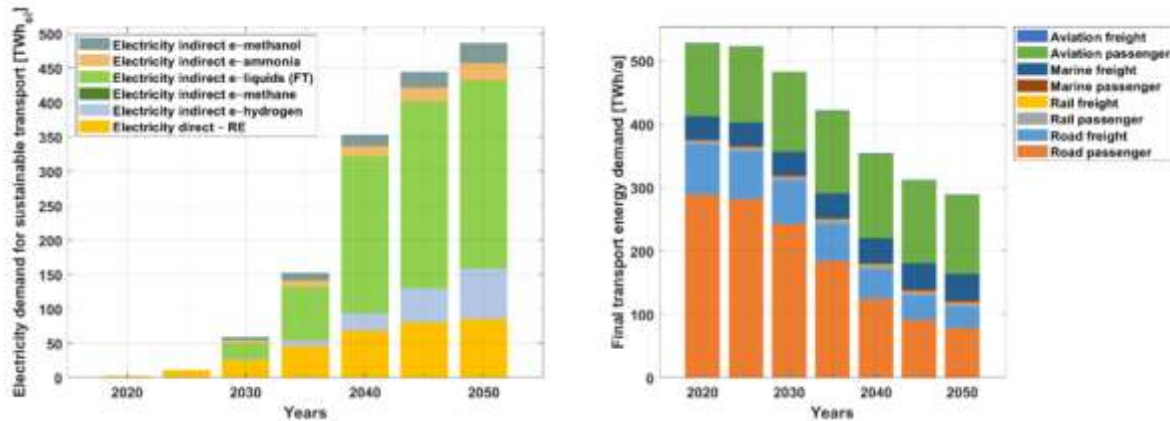 Electricity demand for sustainable transport [TWh_el]
500
450
400
350
300
250
200
150
100
50
0
Electricity indirect e-methanol
Electricity indirect e-ammonia
Electricity indirect e-liquids (FT)
Electricity indirect e-methane
Electricity indirect e-hydrogen
Electricity direct - RE
2020
2030
2040
2050
Years
Final transport energy demand [TWh/a]
500
400
300
200
100
0
2020
2030
2040
2050
Years
Aviation freight
Aviation passenger
Marine freight
Marine passenger
Rail freight
Rail passenger
Road freight
Road passenger